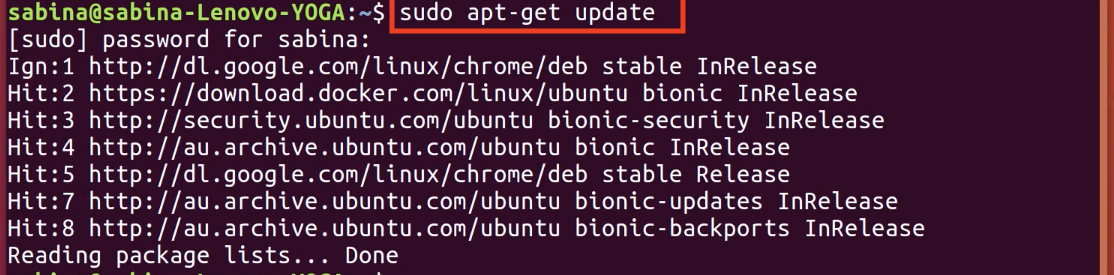 sabina@sabina-Lenovo-YOGA:~$ sudo apt-get update
[sudo] password for sabina:
Ign:1 http://dl.google.com/linux/chrome/deb stable InRelease
Hit:2 https://download.docker.com/linux/ubuntu bionic InRelease
Hit:3 http://security.ubuntu.com/ubuntu bionic-security InRelease
Hit:4 http://au.archive.ubuntu.com/ubuntu bionic InRelease
Hit:5 http://dl.google.com/linux/chrome/deb stable Release
Hit:7 http://au.archive.ubuntu.com/ubuntu bionic-updates InRelease
Hit:8 http://au.archive.ubuntu.com/ubuntu bionic-backports InRelease
Reading package lists... Done